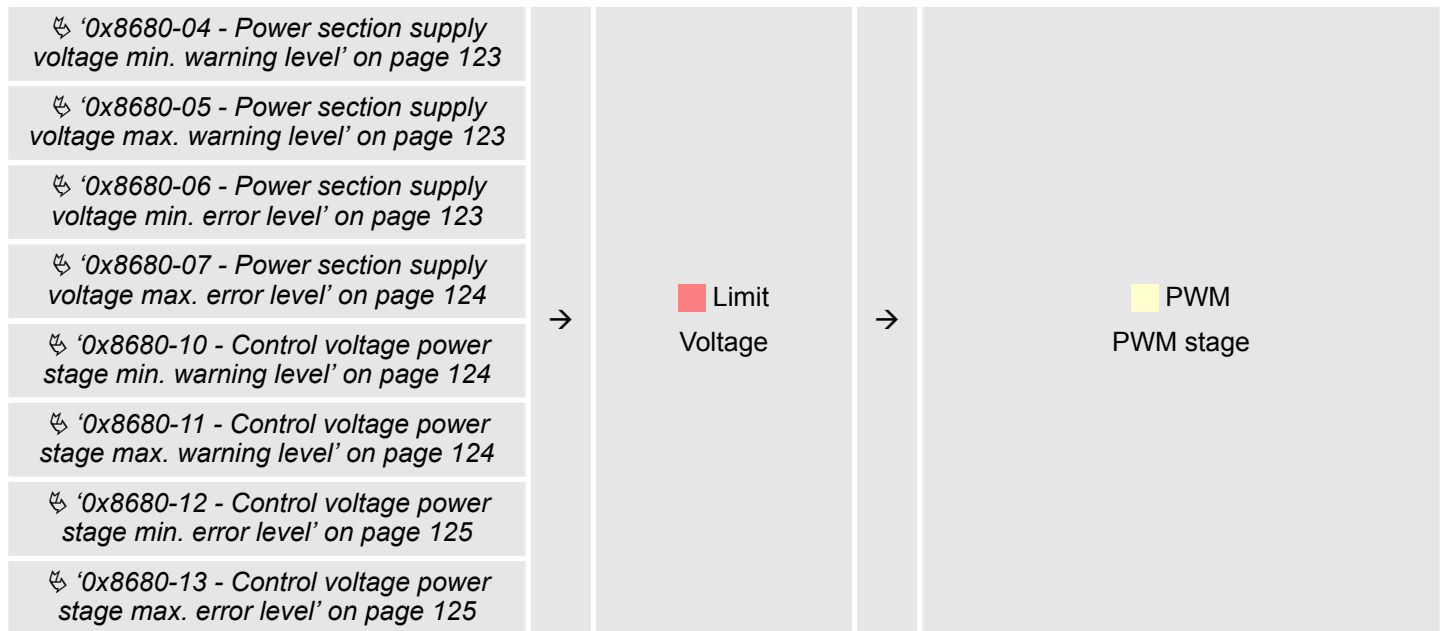 ↳ ‘0x8680-04 - Power section supply
voltage min. warning level’ on page 123
↳ ‘0x8680-05 - Power section supply
voltage max. warning level’ on page 123
↳ ‘0x8680-06 - Power section supply
voltage min. error level’ on page 123
↳ ‘0x8680-07 - Power section supply
voltage max. error level’ on page 124
↳ ‘0x8680-10 - Control voltage power
stage min. warning level’ on page 124
↳ ‘0x8680-11 - Control voltage power
stage max. warning level’ on page 124
↳ ‘0x8680-12 - Control voltage power
stage min. error level’ on page 125
↳ ‘0x8680-13 - Control voltage power
stage max. error level’ on page 125
→
Limit
Voltage
→
PWM
PWM stage